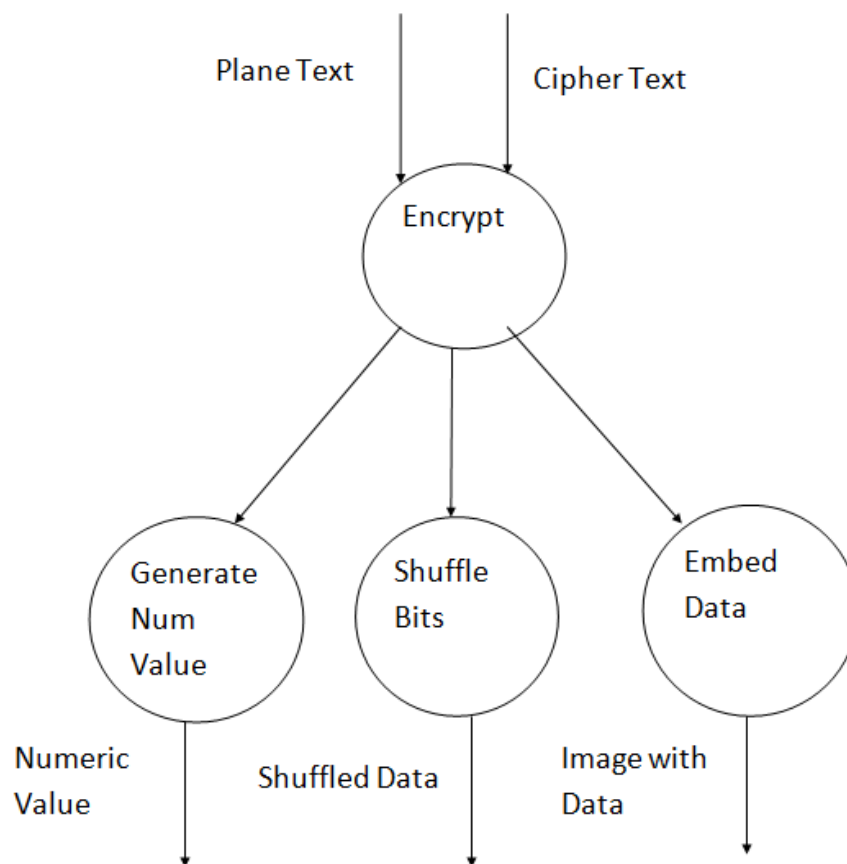 Plane Text
Cipher Text
Encrypt
Generate
Num
Value
Shuffle
Bits
Embed
Data
Numeric
Value
Shuffled Data
Image with
Data